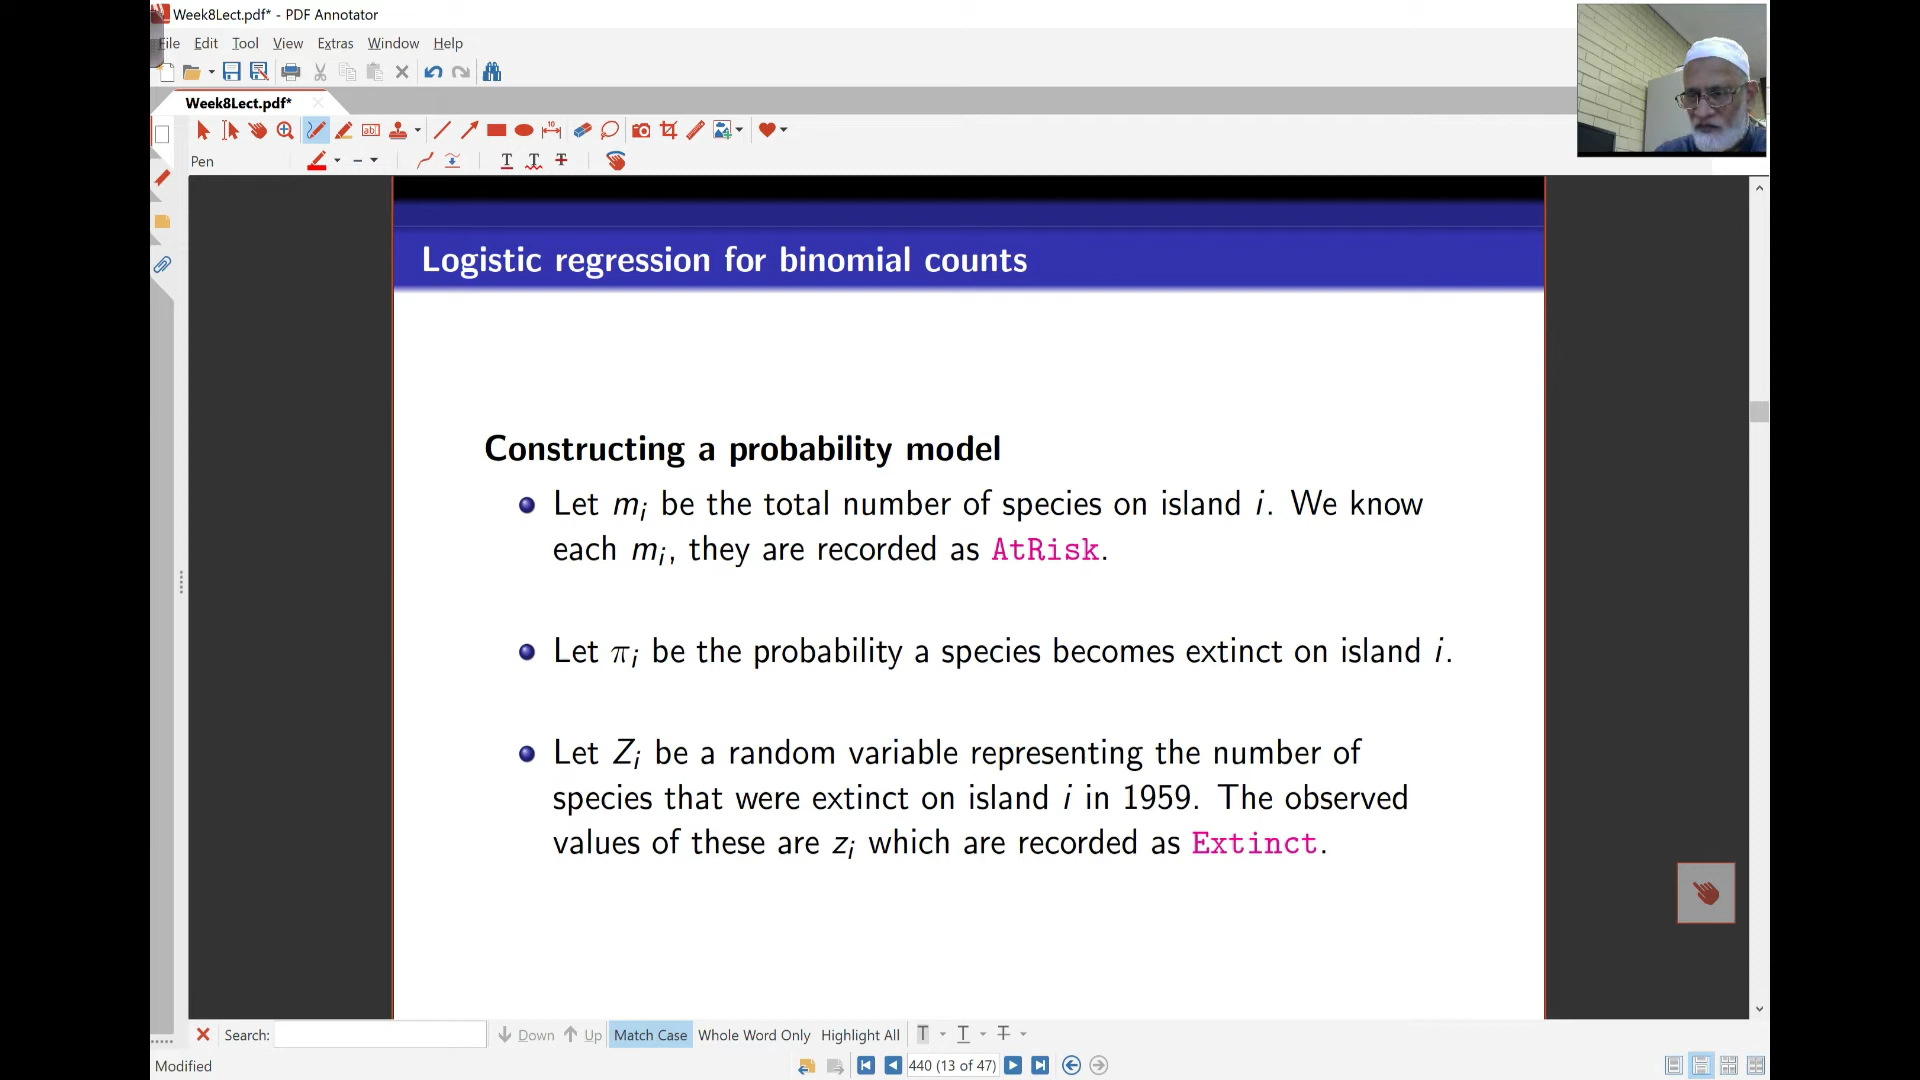 Week8Lect.pdf* - PDF Annotator
File Edit Tool View Extras Window Help
Week8Lect.pdf*
Pen
Logistic regression for binomial counts
Constructing a probability model
Let mᵢ be the total number of species on island i. We know
each mᵢ, they are recorded as AtRisk.
Let πᵢ be the probability a species becomes extinct on island i.
Let Zᵢ be a random variable representing the number of
species that were extinct on island i in 1959. The observed
values of these are zᵢ which are recorded as Extinct.
Search: Down Up Match Case Whole Word Only Highlight All T T T
Modified 440 (13 of 47)